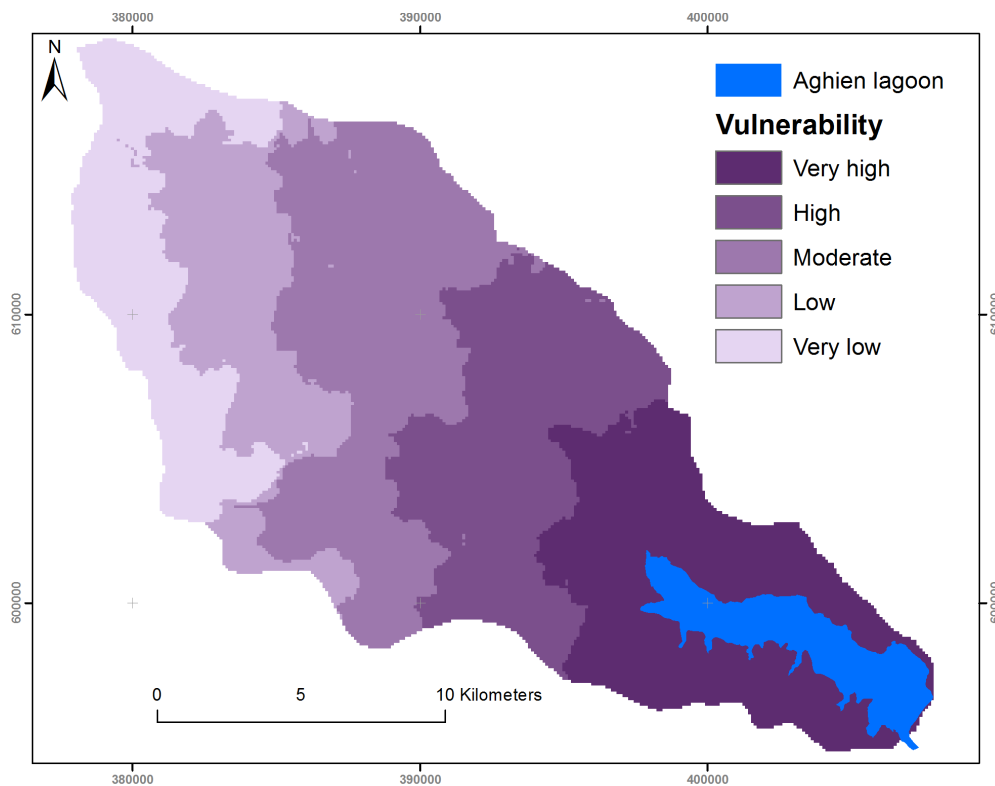 380000 390000 400000
N
Aghien lagoon
Vulnerability
Very high
High
Moderate
Low
Very low
610000
600000
0 5 10 Kilometers
380000 390000 400000